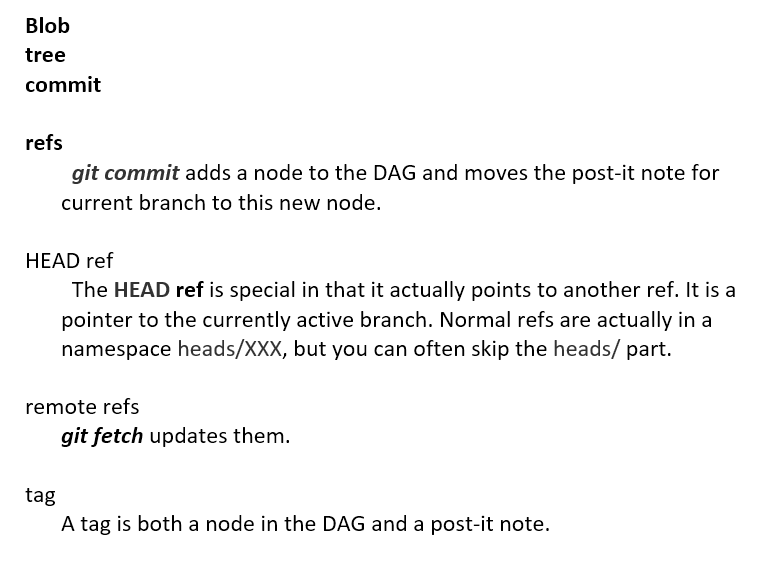 Blob
tree
commit
refs
git commit adds a node to the DAG and moves the post-it note for
current branch to this new node.
HEAD ref
The HEAD ref is special in that it actually points to another ref. It is a
pointer to the currently active branch. Normal refs are actually in a
namespace heads/XXX, but you can often skip the heads/ part.
remote refs
git fetch updates them.
tag
A tag is both a node in the DAG and a post-it note.